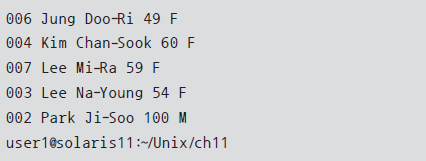 006 Jung Doo-Ri 49 F
004 Kim Chan-Sook 60 F
007 Lee Mi-Ra 59 F
003 Lee Na-Young 54 F
002 Park Ji-Soo 100 M
user1@solaris11:~/Unix/ch11